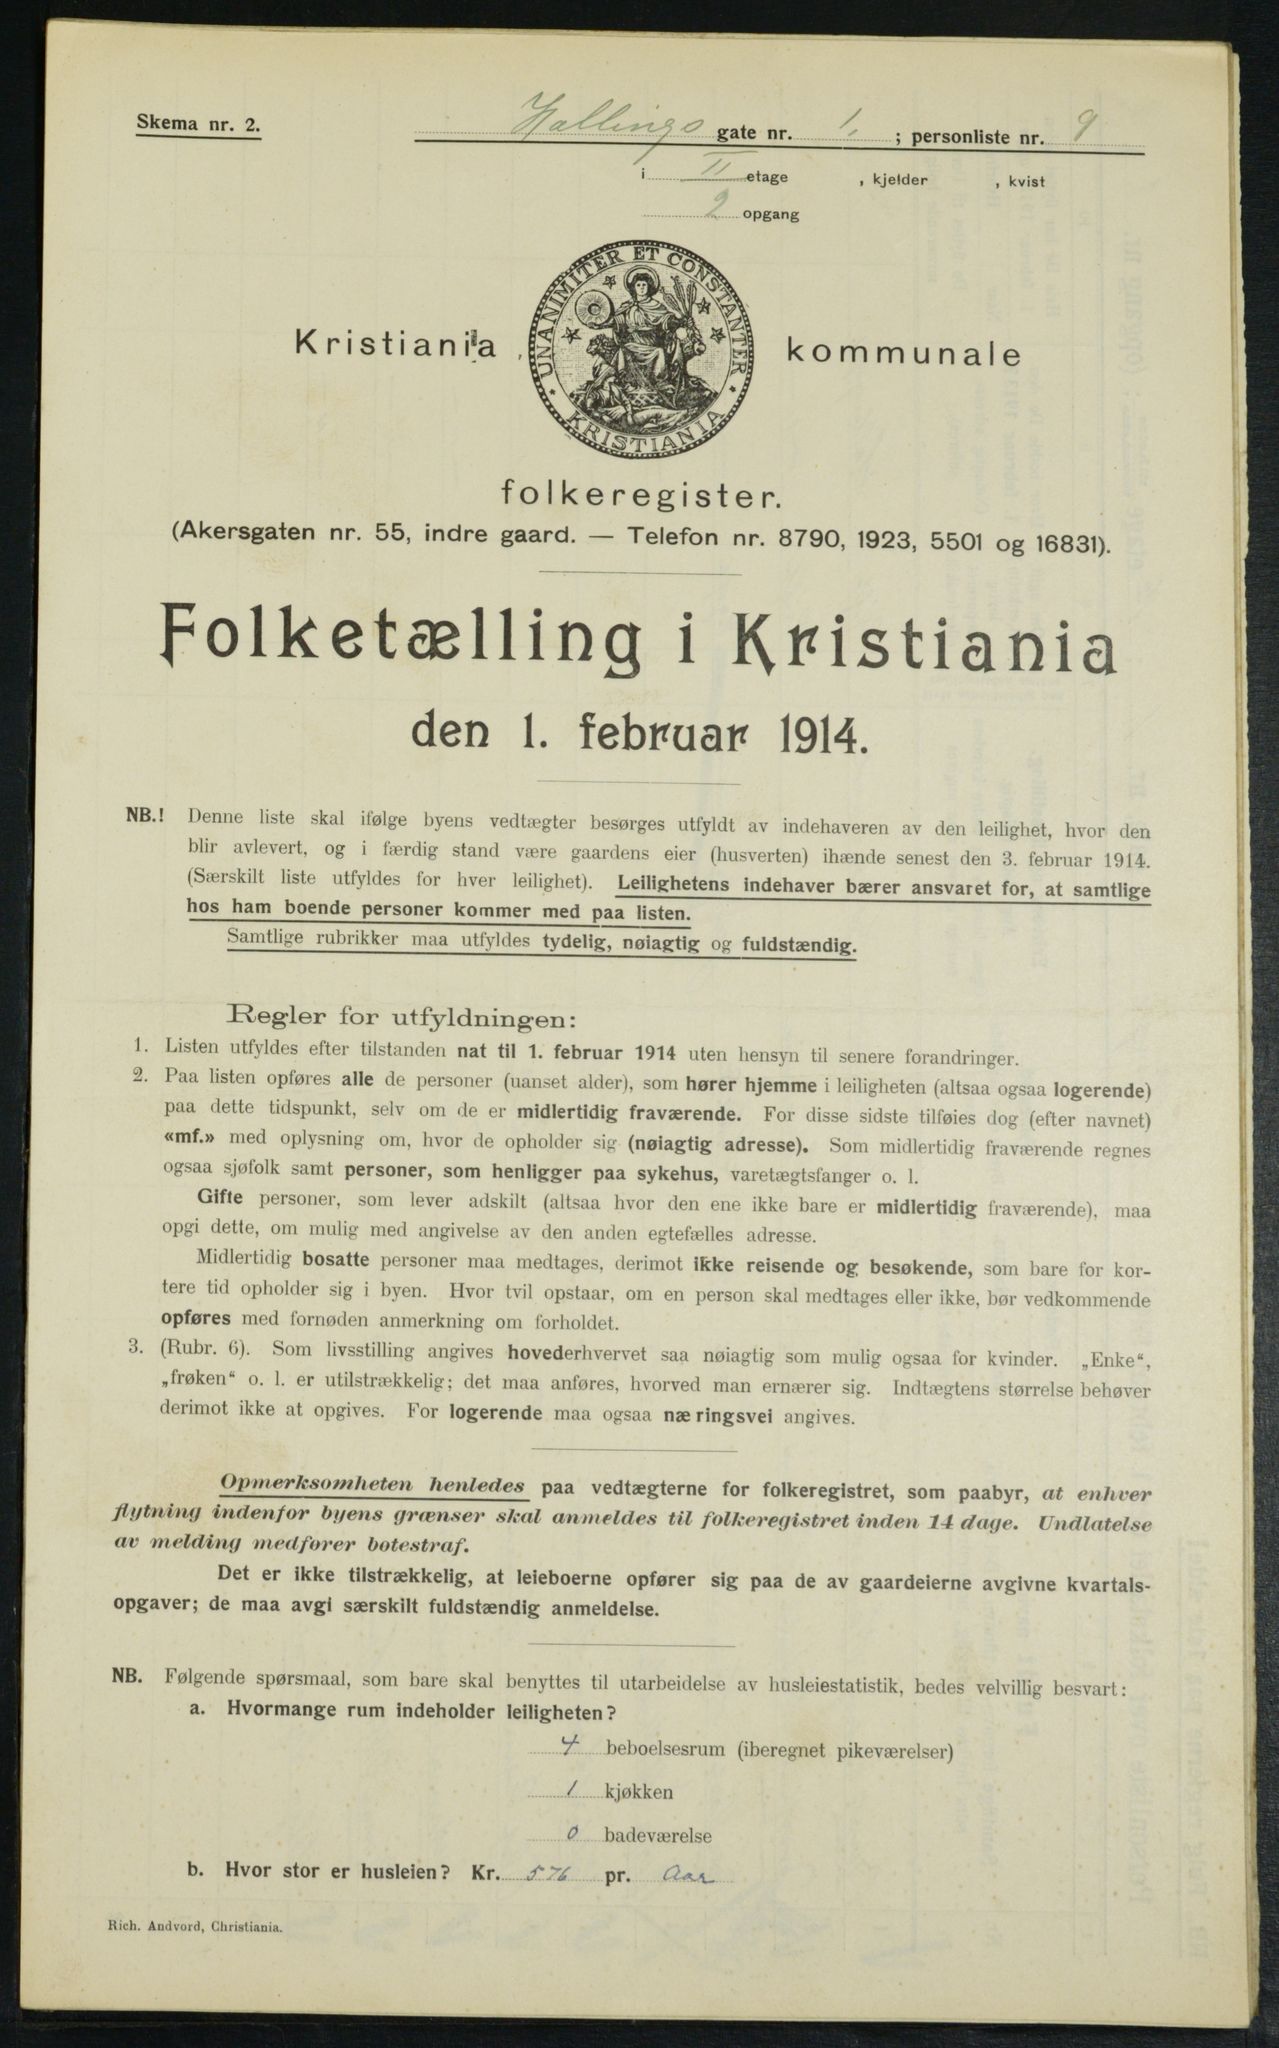 Skema nr. 2.
Hallings gate nr. 1. ; personliste nr. 9
i II etage , kjelder , kvist
2 opgang
UNANIMITER ET CONSTANTER
KRISTIANIA
Kristiania kommunale
folkeregister.
(Akersgaten nr. 55, indre gaard. — Telefon nr. 8790, 1923, 5501 og 16831).
Folketælling i Kristiania
den 1. februar 1914.
NB.! Denne liste skal ifølge byens vedtægter besørges utfyldt av indehaveren av den leilighet, hvor den
blir avlevert, og i færdig stand være gaardens eier (husverten) ihænde senest den 3. februar 1914.
(Særskilt liste utfyldes for hver leilighet). Leilighetens indehaver bærer ansvaret for, at samtlige
hos ham boende personer kommer med paa listen.
Samtlige rubrikker maa utfyldes tydelig, nøiagtig og fuldstændig.
Regler for utfyldningen:
1. Listen utfyldes efter tilstanden nat til 1. februar 1914 uten hensyn til senere forandringer.
2. Paa listen opføres alle de personer (uanset alder), som hører hjemme i leiligheten (altsaa ogsaa logerende)
paa dette tidspunkt, selv om de er midlertidig fraværende. For disse sidste tilføies dog (efter navnet)
«mf.» med oplysning om, hvor de opholder sig (nøiagtig adresse). Som midlertidig fraværende regnes
ogsaa sjøfolk samt personer, som henligger paa sykehus, varetægtsfanger o. l.
Gifte personer, som lever adskilt (altsaa hvor den ene ikke bare er midlertidig fraværende), maa
opgi dette, om mulig med angivelse av den anden egtefælles adresse.
Midlertidig bosatte personer maa medtages, derimot ikke reisende og besøkende, som bare for kor-
tere tid opholder sig i byen. Hvor tvil opstaar, om en person skal medtages eller ikke, bør vedkommende
opføres med fornøden anmerkning om forholdet.
3. (Rubr. 6). Som livsstilling angives hovederhvervet saa nøiagtig som mulig ogsaa for kvinder. „Enke“,
„frøken“ o. l. er utilstrækkelig; det maa anføres, hvorved man ernærer sig. Indtægtens størrelse behøver
derimot ikke at opgives. For logerende maa ogsaa næringsvei angives.
Opmerksomheten henledes paa vedtægterne for folkeregistret, som paabyr, at enhver
flytning indenfor byens grænser skal anmeldes til folkeregistret inden 14 dage. Undlatelse
av melding medfører botestraf.
Det er ikke tilstrækkelig, at leieboerne opfører sig paa de av gaardeierne avgivne kvartals-
opgaver; de maa avgi særskilt fuldstændig anmeldelse.
NB. Følgende spørsmaal, som bare skal benyttes til utarbeidelse av husleiestatistik, bedes velvillig besvart:
a. Hvormange rum indeholder leiligheten?
4 beboelsesrum (iberegnet pikeværelser)
1 kjøkken
0 badeværelse
b. Hvor stor er husleien? Kr. 576 pr. Aar
Rich. Andvord, Christiania.